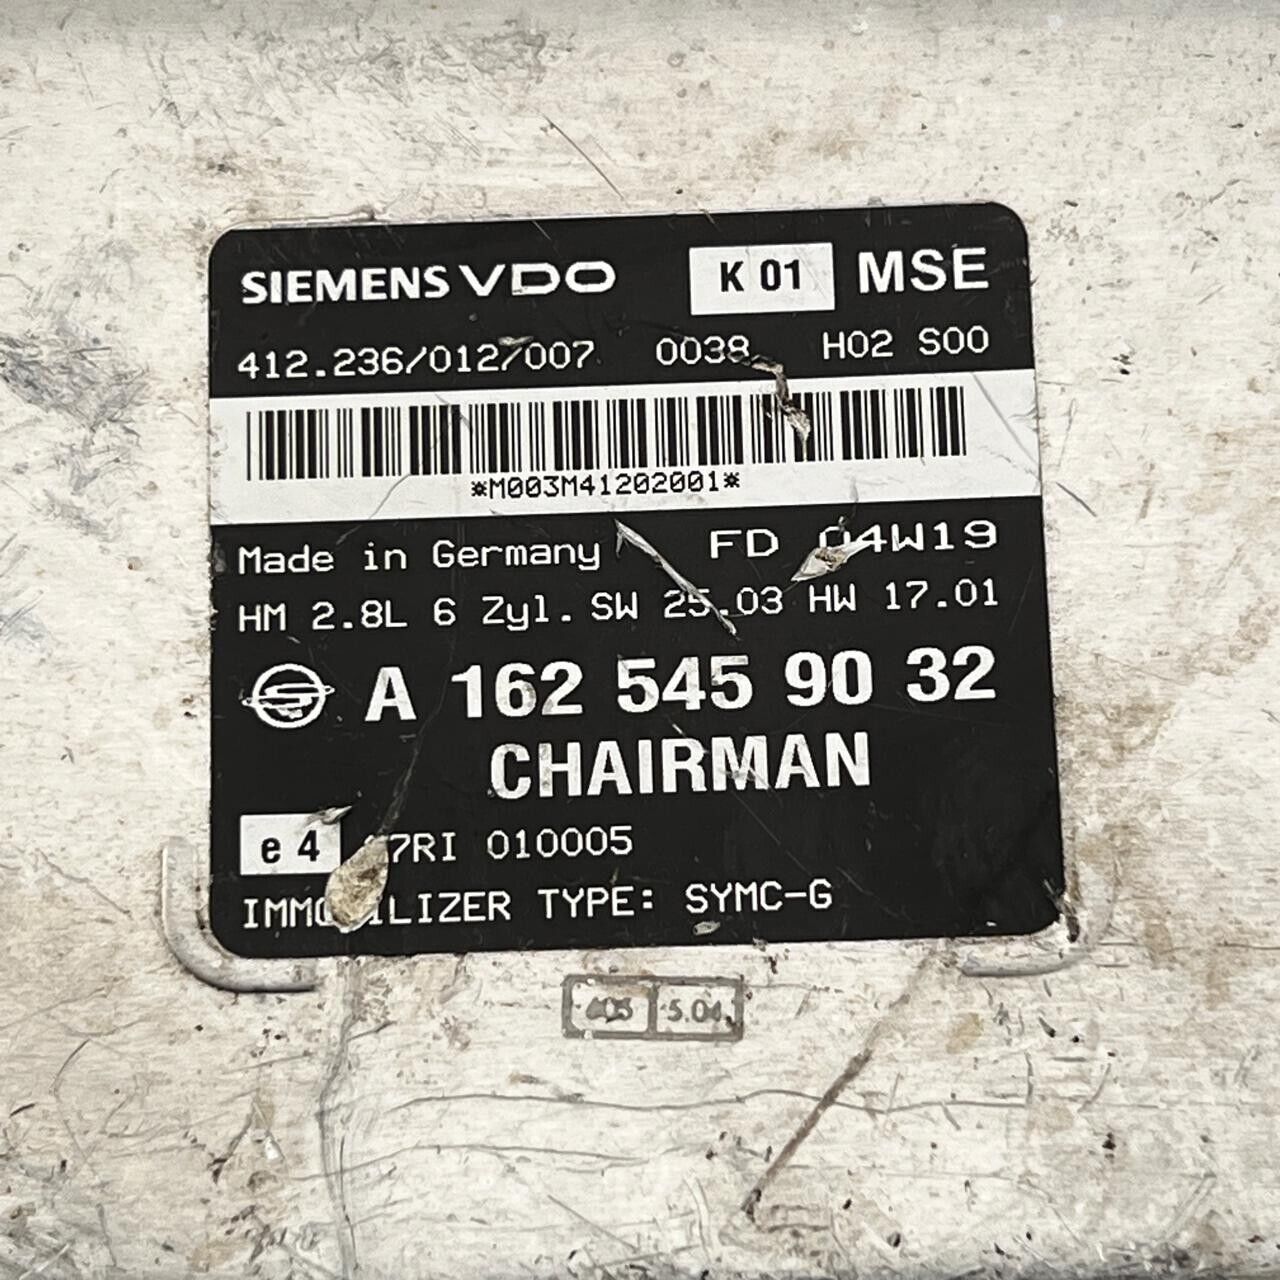 SIEMENS VDO K 01 MSE
412.236/012/007 0038 H02 S00
*M003M41202001*
Made in Germany FD 04W19
HM 2.8L 6 Zyl. SW 25.03 HW 17.01
A 162 545 90 32
CHAIRMAN
e 4 7RI 010005
TYPE: SYMC-G
5.04